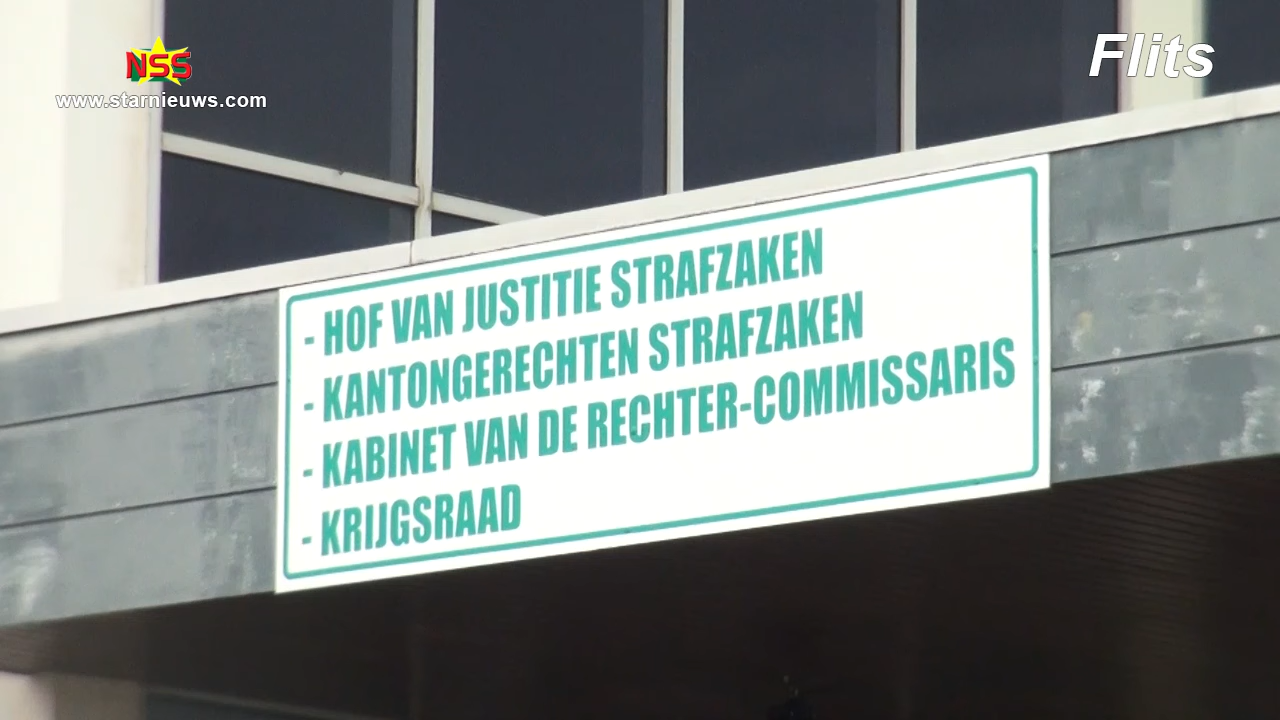 NSS
www.starnieuws.com
Flits
- HOF VAN JUSTITIE STRAFZAKEN
- KANTONGERECHTEN STRAFZAKEN
- KABINET VAN DE RECHTER-COMMISSARIS
- KRIJGSRAAD